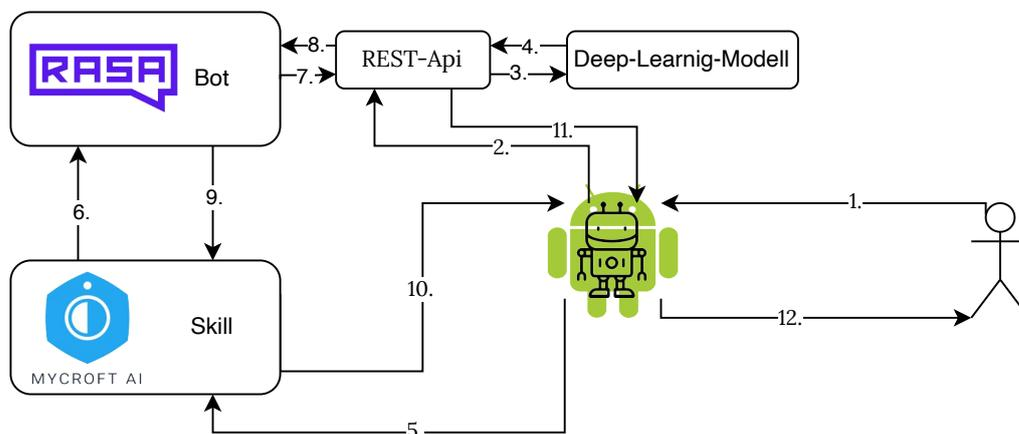 RASA
Bot
8.
7.
REST-Api
4.
3.
Deep-Learnig-Modell
11.
2.
6.
9.
1.
10.
12.
Skill
MYCROFT AI
5.